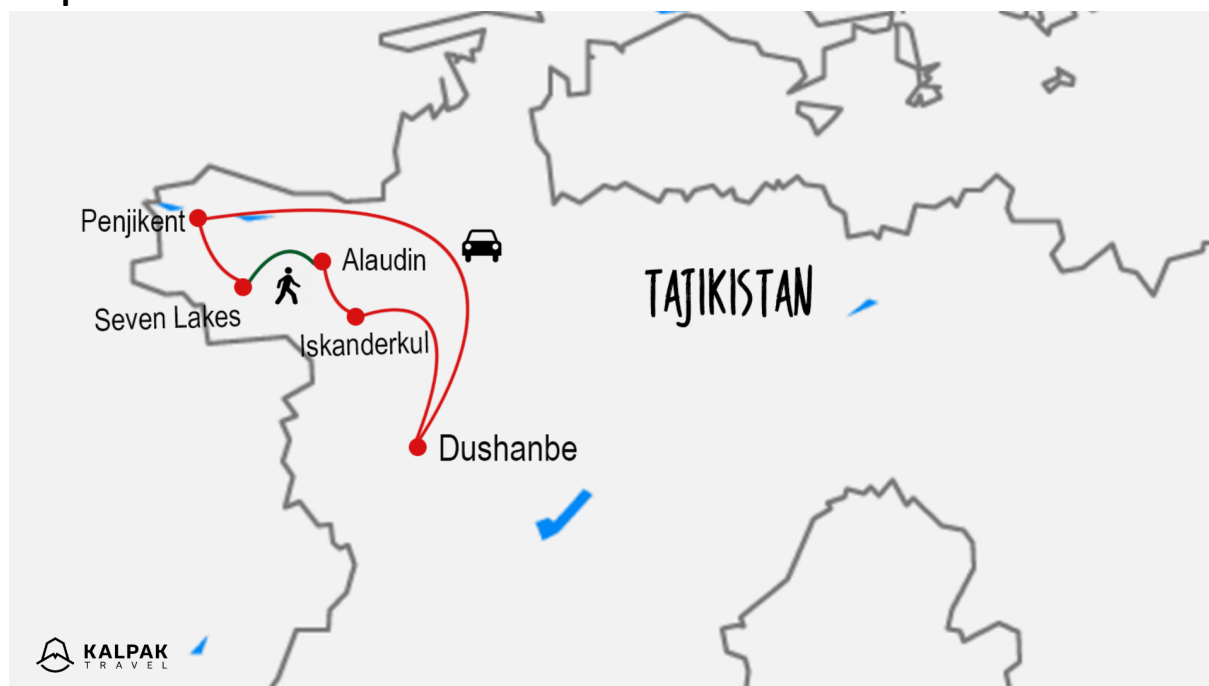 Penjikent
Alaudin
TAJIKISTAN
Seven Lakes
Iskanderkul
Dushanbe
KALPAK
TRAVEL